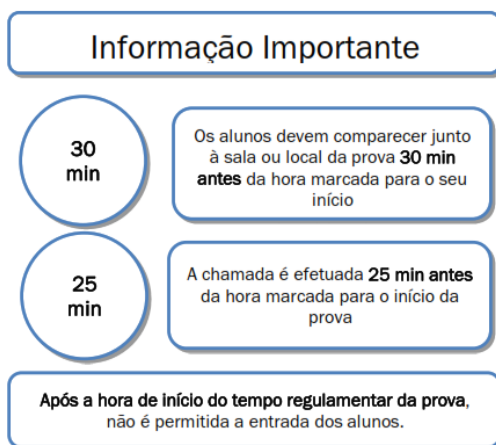 Informação Importante
30
min
Os alunos devem comparecer junto
à sala ou local da prova 30 min
antes da hora marcada para o seu
início
25
min
A chamada é efetuada 25 min antes
da hora marcada para o início da
prova
Após a hora de início do tempo regulamentar da prova,
não é permitida a entrada dos alunos.